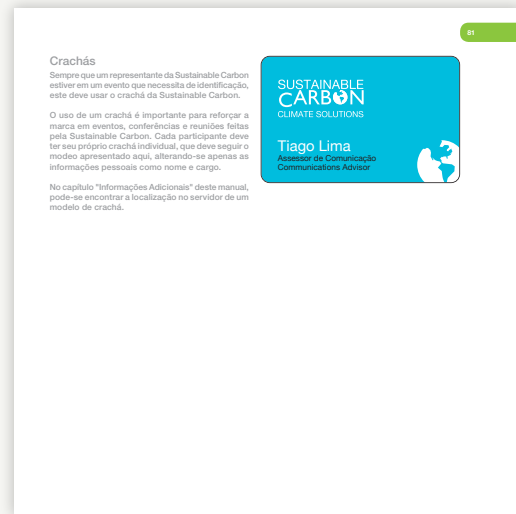 81
Crachás
Sempre que um representante da Sustainable Carbon
estiver em um evento que necessita de identificação,
este deve usar o crachá da Sustainable Carbon.
O uso de um crachá é importante para reforçar a
marca em eventos, conferências e reuniões feitas
pela Sustainable Carbon. Cada participante deve
ter seu próprio crachá individual, que deve seguir o
modeo apresentado aqui, alterando-se apenas as
informações pessoais como nome e cargo.
No capítulo "Informações Adicionais" deste manual,
pode-se encontrar a localização no servidor de um
modelo de crachá.
SUSTAINABLE
CARBON
CLIMATE SOLUTIONS
Tiago Lima
Assessor de Comunicação
Communications Advisor